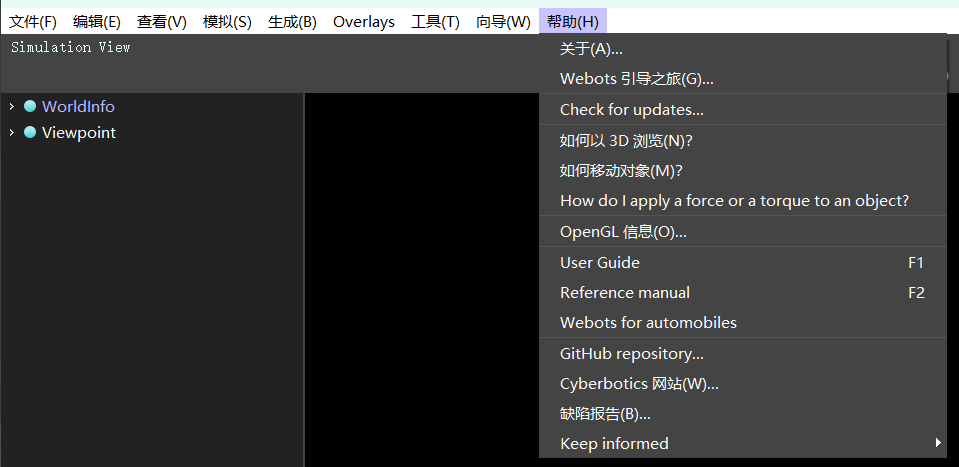 文件(F) 编辑(E) 查看(V) 模拟(S) 生成(B) Overlays 工具(T) 向导(W) 帮助(H)
Simulation View
WorldInfo
Viewpoint
关于(A)...
Webots 引导之旅(G)...
Check for updates...
如何以 3D 浏览(N)?
如何移动对象(M)?
How do I apply a force or a torque to an object?
OpenGL 信息(O)...
User Guide F1
Reference manual F2
Webots for automobiles
GitHub repository...
Cyberbotics 网站(W)...
缺陷报告(B)...
Keep informed